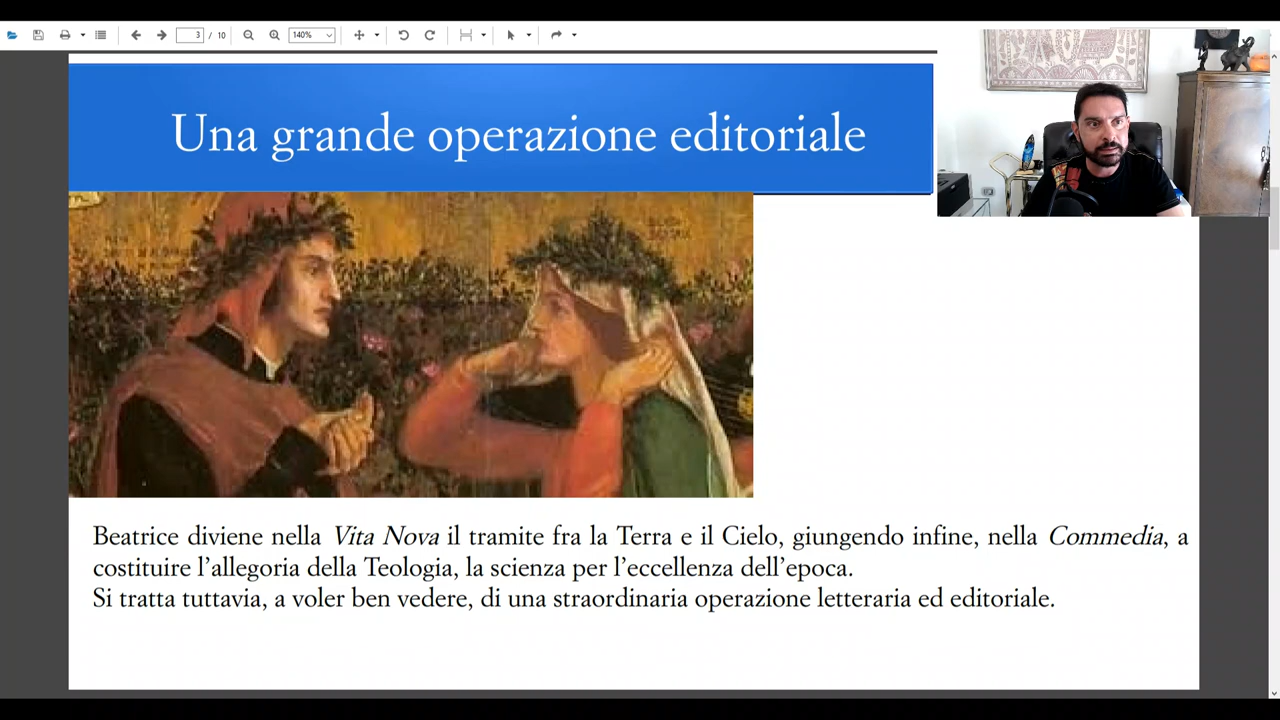 3 / 10
140%
Una grande operazione editoriale
Beatrice diviene nella Vita Nova il tramite fra la Terra e il Cielo, giungendo infine, nella Commedia, a
costituire l’allegoria della Teologia, la scienza per l’eccellenza dell’epoca.
Si tratta tuttavia, a voler ben vedere, di una straordinaria operazione letteraria ed editoriale.